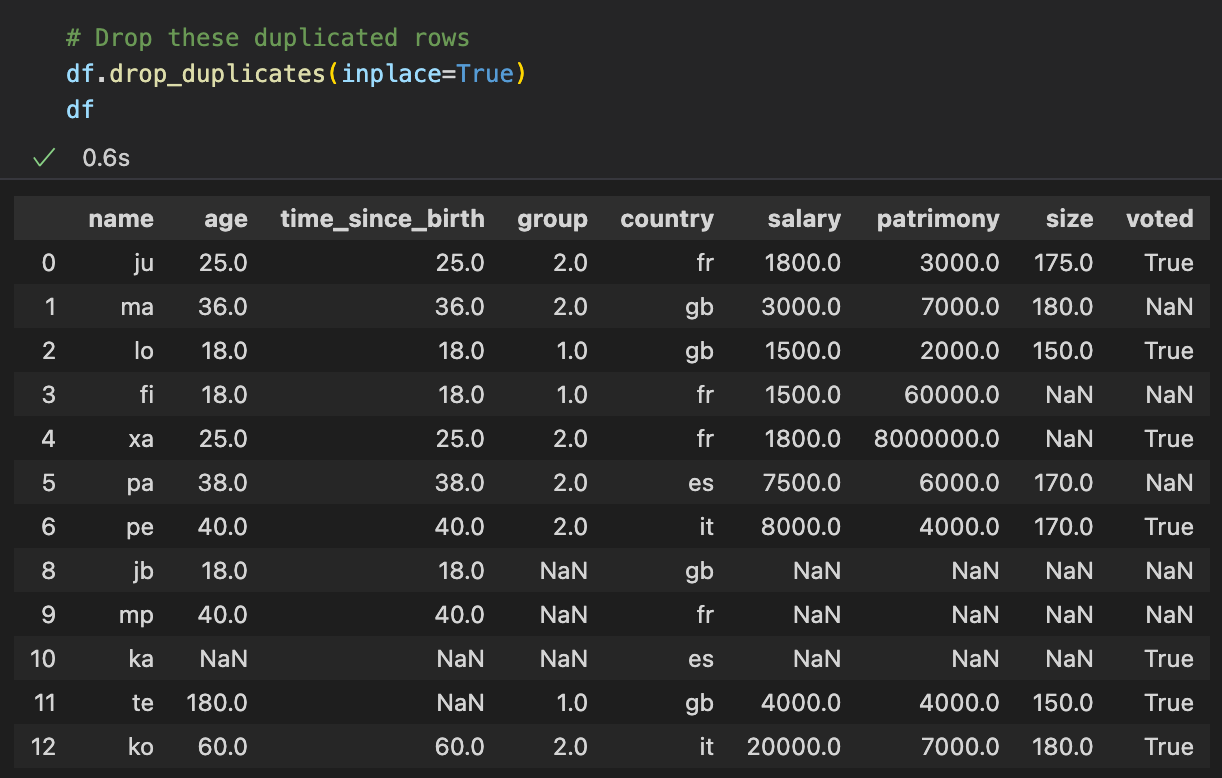 # Drop these duplicated rows
df.drop_duplicates(inplace=True)
df
0.6s
name age time_since_birth group country salary patrimony size voted
0 ju 25.0 25.0 2.0 fr 1800.0 3000.0 175.0 True
1 ma 36.0 36.0 2.0 gb 3000.0 7000.0 180.0 NaN
2 lo 18.0 18.0 1.0 gb 1500.0 2000.0 150.0 True
3 fi 18.0 18.0 1.0 fr 1500.0 60000.0 NaN NaN
4 xa 25.0 25.0 2.0 fr 1800.0 8000000.0 NaN True
5 pa 38.0 38.0 2.0 es 7500.0 6000.0 170.0 NaN
6 pe 40.0 40.0 2.0 it 8000.0 4000.0 170.0 True
8 jb 18.0 18.0 NaN gb NaN NaN NaN NaN
9 mp 40.0 40.0 NaN fr NaN NaN NaN NaN
10 ka NaN NaN NaN es NaN NaN NaN True
11 te 180.0 NaN 1.0 gb 4000.0 4000.0 150.0 True
12 ko 60.0 60.0 2.0 it 20000.0 7000.0 180.0 True